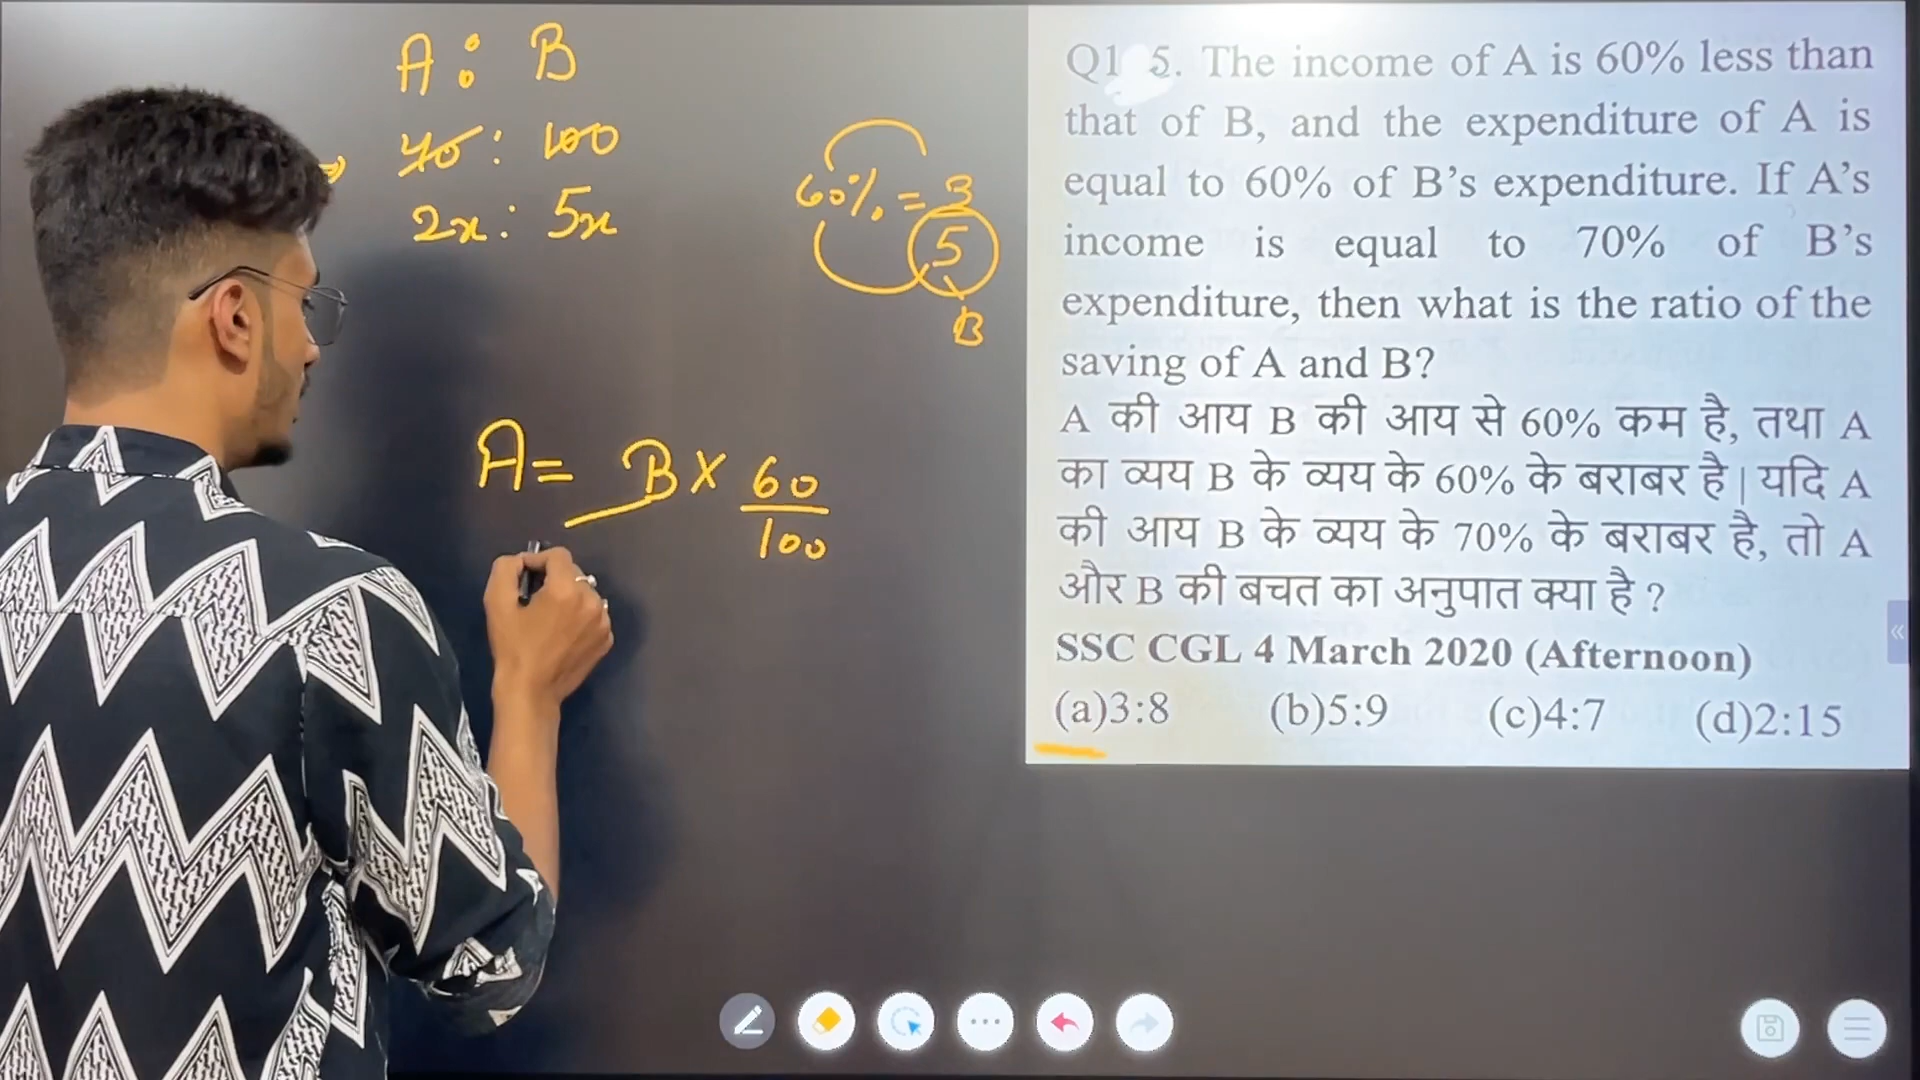 A : B
40 : 100
2x : 5x
60% = 3
5
B
A = B × 60
100
Q1 5. The income of A is 60% less than
that of B, and the expenditure of A is
equal to 60% of B’s expenditure. If A’s
income is equal to 70% of B’s
expenditure, then what is the ratio of the
saving of A and B?
A की आय B की आय से 60% कम है, तथा A
का व्यय B के व्यय के 60% के बराबर है | यदि A
की आय B के व्यय के 70% के बराबर है, तो A
और B की बचत का अनुपात क्या है ?
SSC CGL 4 March 2020 (Afternoon)
(a)3:8 (b)5:9 (c)4:7 (d)2:15